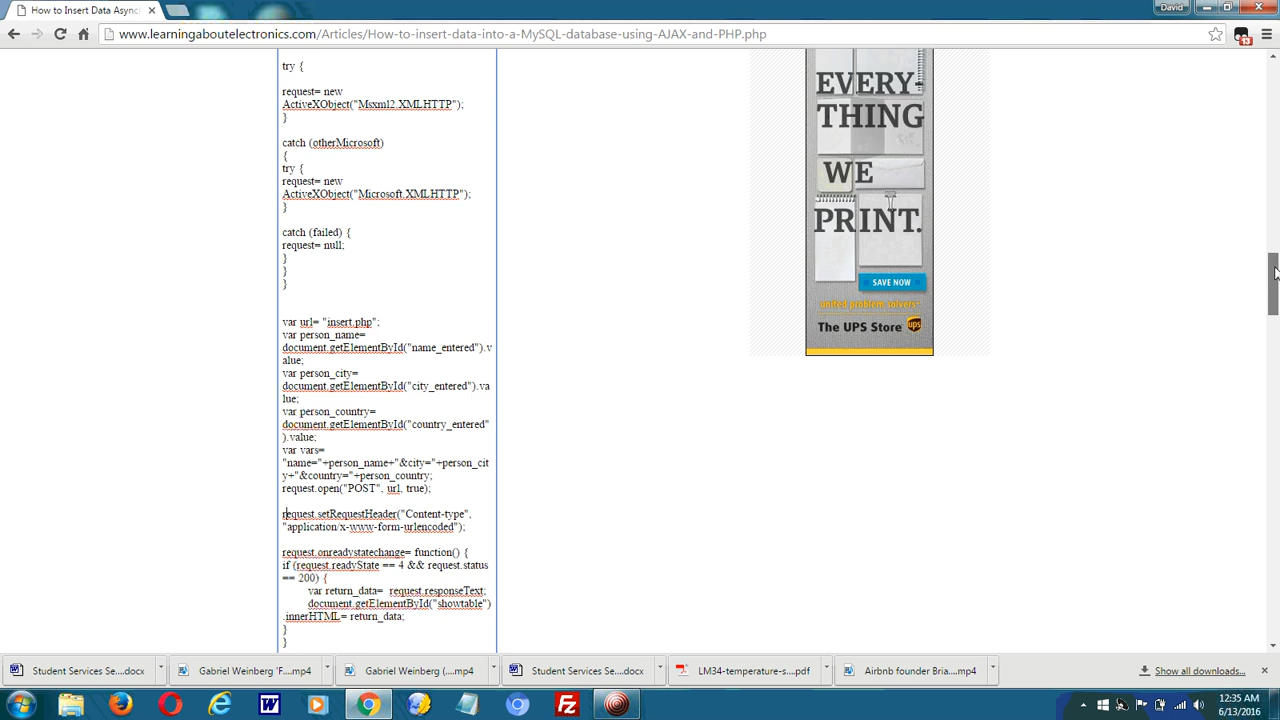 How to Insert Data Async
David
www.learningaboutelectronics.com/Articles/How-to-insert-data-into-a-MySQL-database-using-AJAX-and-PHP.php
13
try {
request= new
ActiveXObject("Msxml2.XMLHTTP");
}
catch (otherMicrosoft)
{
try {
request= new
ActiveXObject("Microsoft.XMLHTTP");
}
catch (failed) {
request= null;
}
}
}
var url= "insert.php";
var person_name=
document.getElementById("name_entered").v
alue;
var person_city=
document.getElementById("city_entered").va
lue;
var person_country=
document.getElementById("country_entered"
).value;
var vars=
"name="+person_name+"&city="+person_cit
y+"&country="+person_country;
request.open("POST", url, true);
request.setRequestHeader("Content-type",
"application/x-www-form-urlencoded");
request.onreadystatechange= function() {
if (request.readyState == 4 && request.status
== 200) {
var return_data= request.responseText;
document.getElementById("showtable")
.innerHTML= return_data;
}
}
EVERY-
THING
WE
PRINT.
SAVE NOW
united problem solvers
The UPS Store
ups
Student Services Se....docx
Gabriel Weinberg 'F....mp4
Gabriel Weinberg (....mp4
Student Services Se....docx
LM34-temperature-s....pdf
Airbnb founder Bria....mp4
Show all downloads...
12:35 AM
6/13/2016